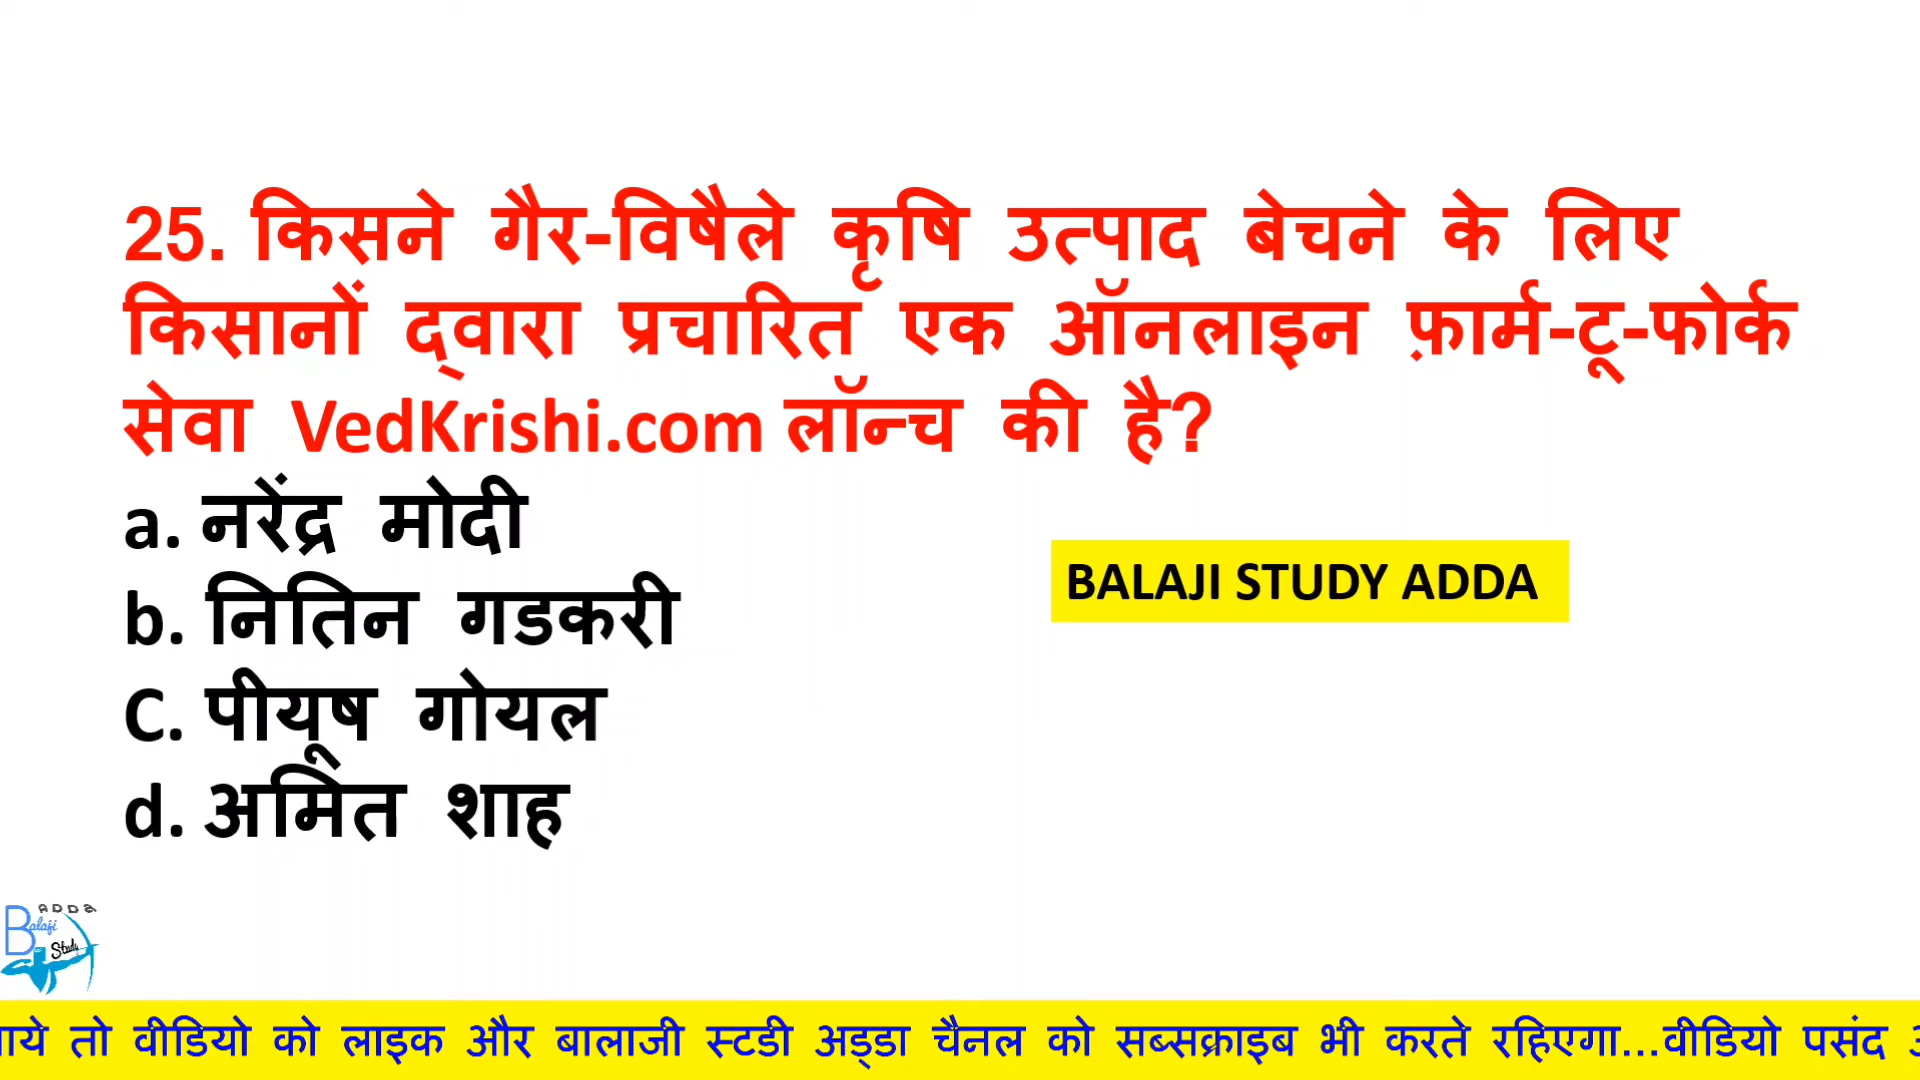 25. किसने गैर-विषैले कृषि उत्पाद बेचने के लिए
किसानों द्वारा प्रचारित एक ऑनलाइन फ़ार्म-टू-फोर्क
सेवा VedKrishi.com लॉन्च की है?
a. नरेंद्र मोदी
b. नितिन गडकरी
BALAJI STUDY ADDA
C. पीयूष गोयल
d. अमित शाह
ADDA
Balaji
Study
तो वीडियो को लाइक और बालाजी स्टडी अड्डा चैनल को सब्सक्राइब भी करते रहिएगा...वीडियो पसंद